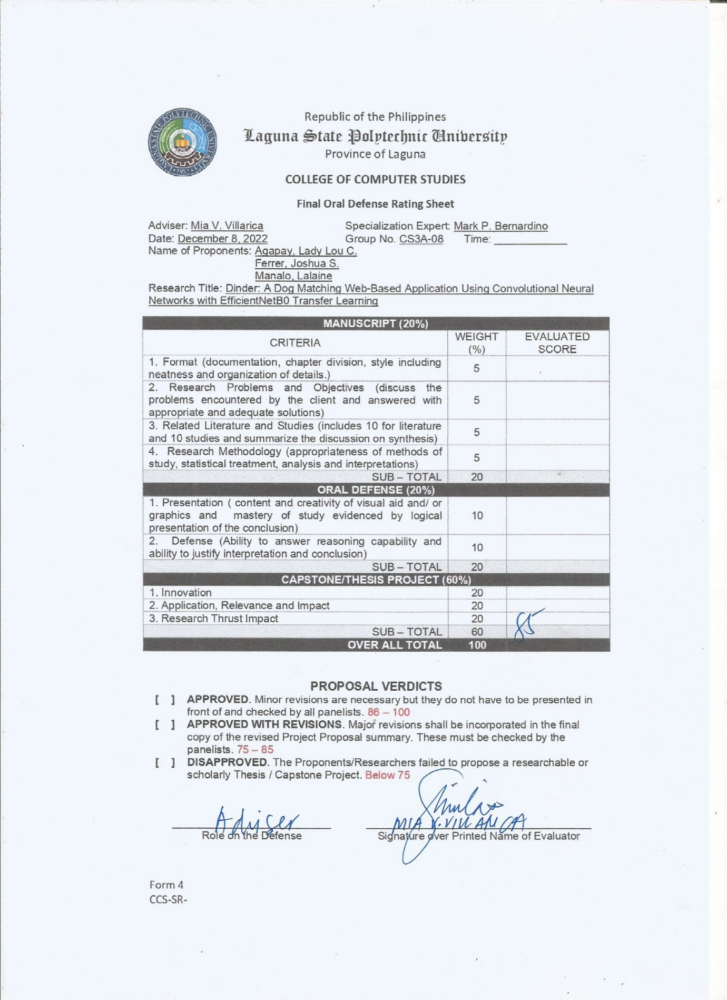 LAGUNA STATE POLYTECHNIC UNIVERSITY
• 1952 •
Republic of the Philippines
Laguna State Polytechnic University
Province of Laguna
COLLEGE OF COMPUTER STUDIES
Final Oral Defense Rating Sheet
Adviser: Mia V. Villarica Specialization Expert: Mark P. Bernardino
Date: December 8, 2022 Group No. CS3A-08 Time: ____________
Name of Proponents: Agapay, Lady Lou C.
Ferrer, Joshua S.
Manalo, Lalaine
Research Title: Dinder: A Dog Matching Web-Based Application Using Convolutional Neural
Networks with EfficientNetB0 Transfer Learning
MANUSCRIPT (20%)
CRITERIA WEIGHT (%) EVALUATED SCORE
1. Format (documentation, chapter division, style including
neatness and organization of details.) 5
2. Research Problems and Objectives (discuss the
problems encountered by the client and answered with 5
appropriate and adequate solutions)
3. Related Literature and Studies (includes 10 for literature
and 10 studies and summarize the discussion on synthesis) 5
4. Research Methodology (appropriateness of methods of
study, statistical treatment, analysis and interpretations) 5
SUB – TOTAL 20
ORAL DEFENSE (20%)
1. Presentation ( content and creativity of visual aid and/ or
graphics and mastery of study evidenced by logical 10
presentation of the conclusion)
2. Defense (Ability to answer reasoning capability and
ability to justify interpretation and conclusion) 10
SUB – TOTAL 20
CAPSTONE/THESIS PROJECT (60%)
1. Innovation 20
2. Application, Relevance and Impact 20
3. Research Thrust Impact 20
SUB – TOTAL 60 85
OVER ALL TOTAL 100
PROPOSAL VERDICTS
[ ] APPROVED. Minor revisions are necessary but they do not have to be presented in
front of and checked by all panelists. 86 – 100
[ ] APPROVED WITH REVISIONS. Major revisions shall be incorporated in the final
copy of the revised Project Proposal summary. These must be checked by the
panelists. 75 – 85
[ ] DISAPPROVED. The Proponents/Researchers failed to propose a researchable or
scholarly Thesis / Capstone Project. Below 75
Adviser MIA V. VILLARICA
Role on the Defense Signature over Printed Name of Evaluator
Form 4
CCS-SR-